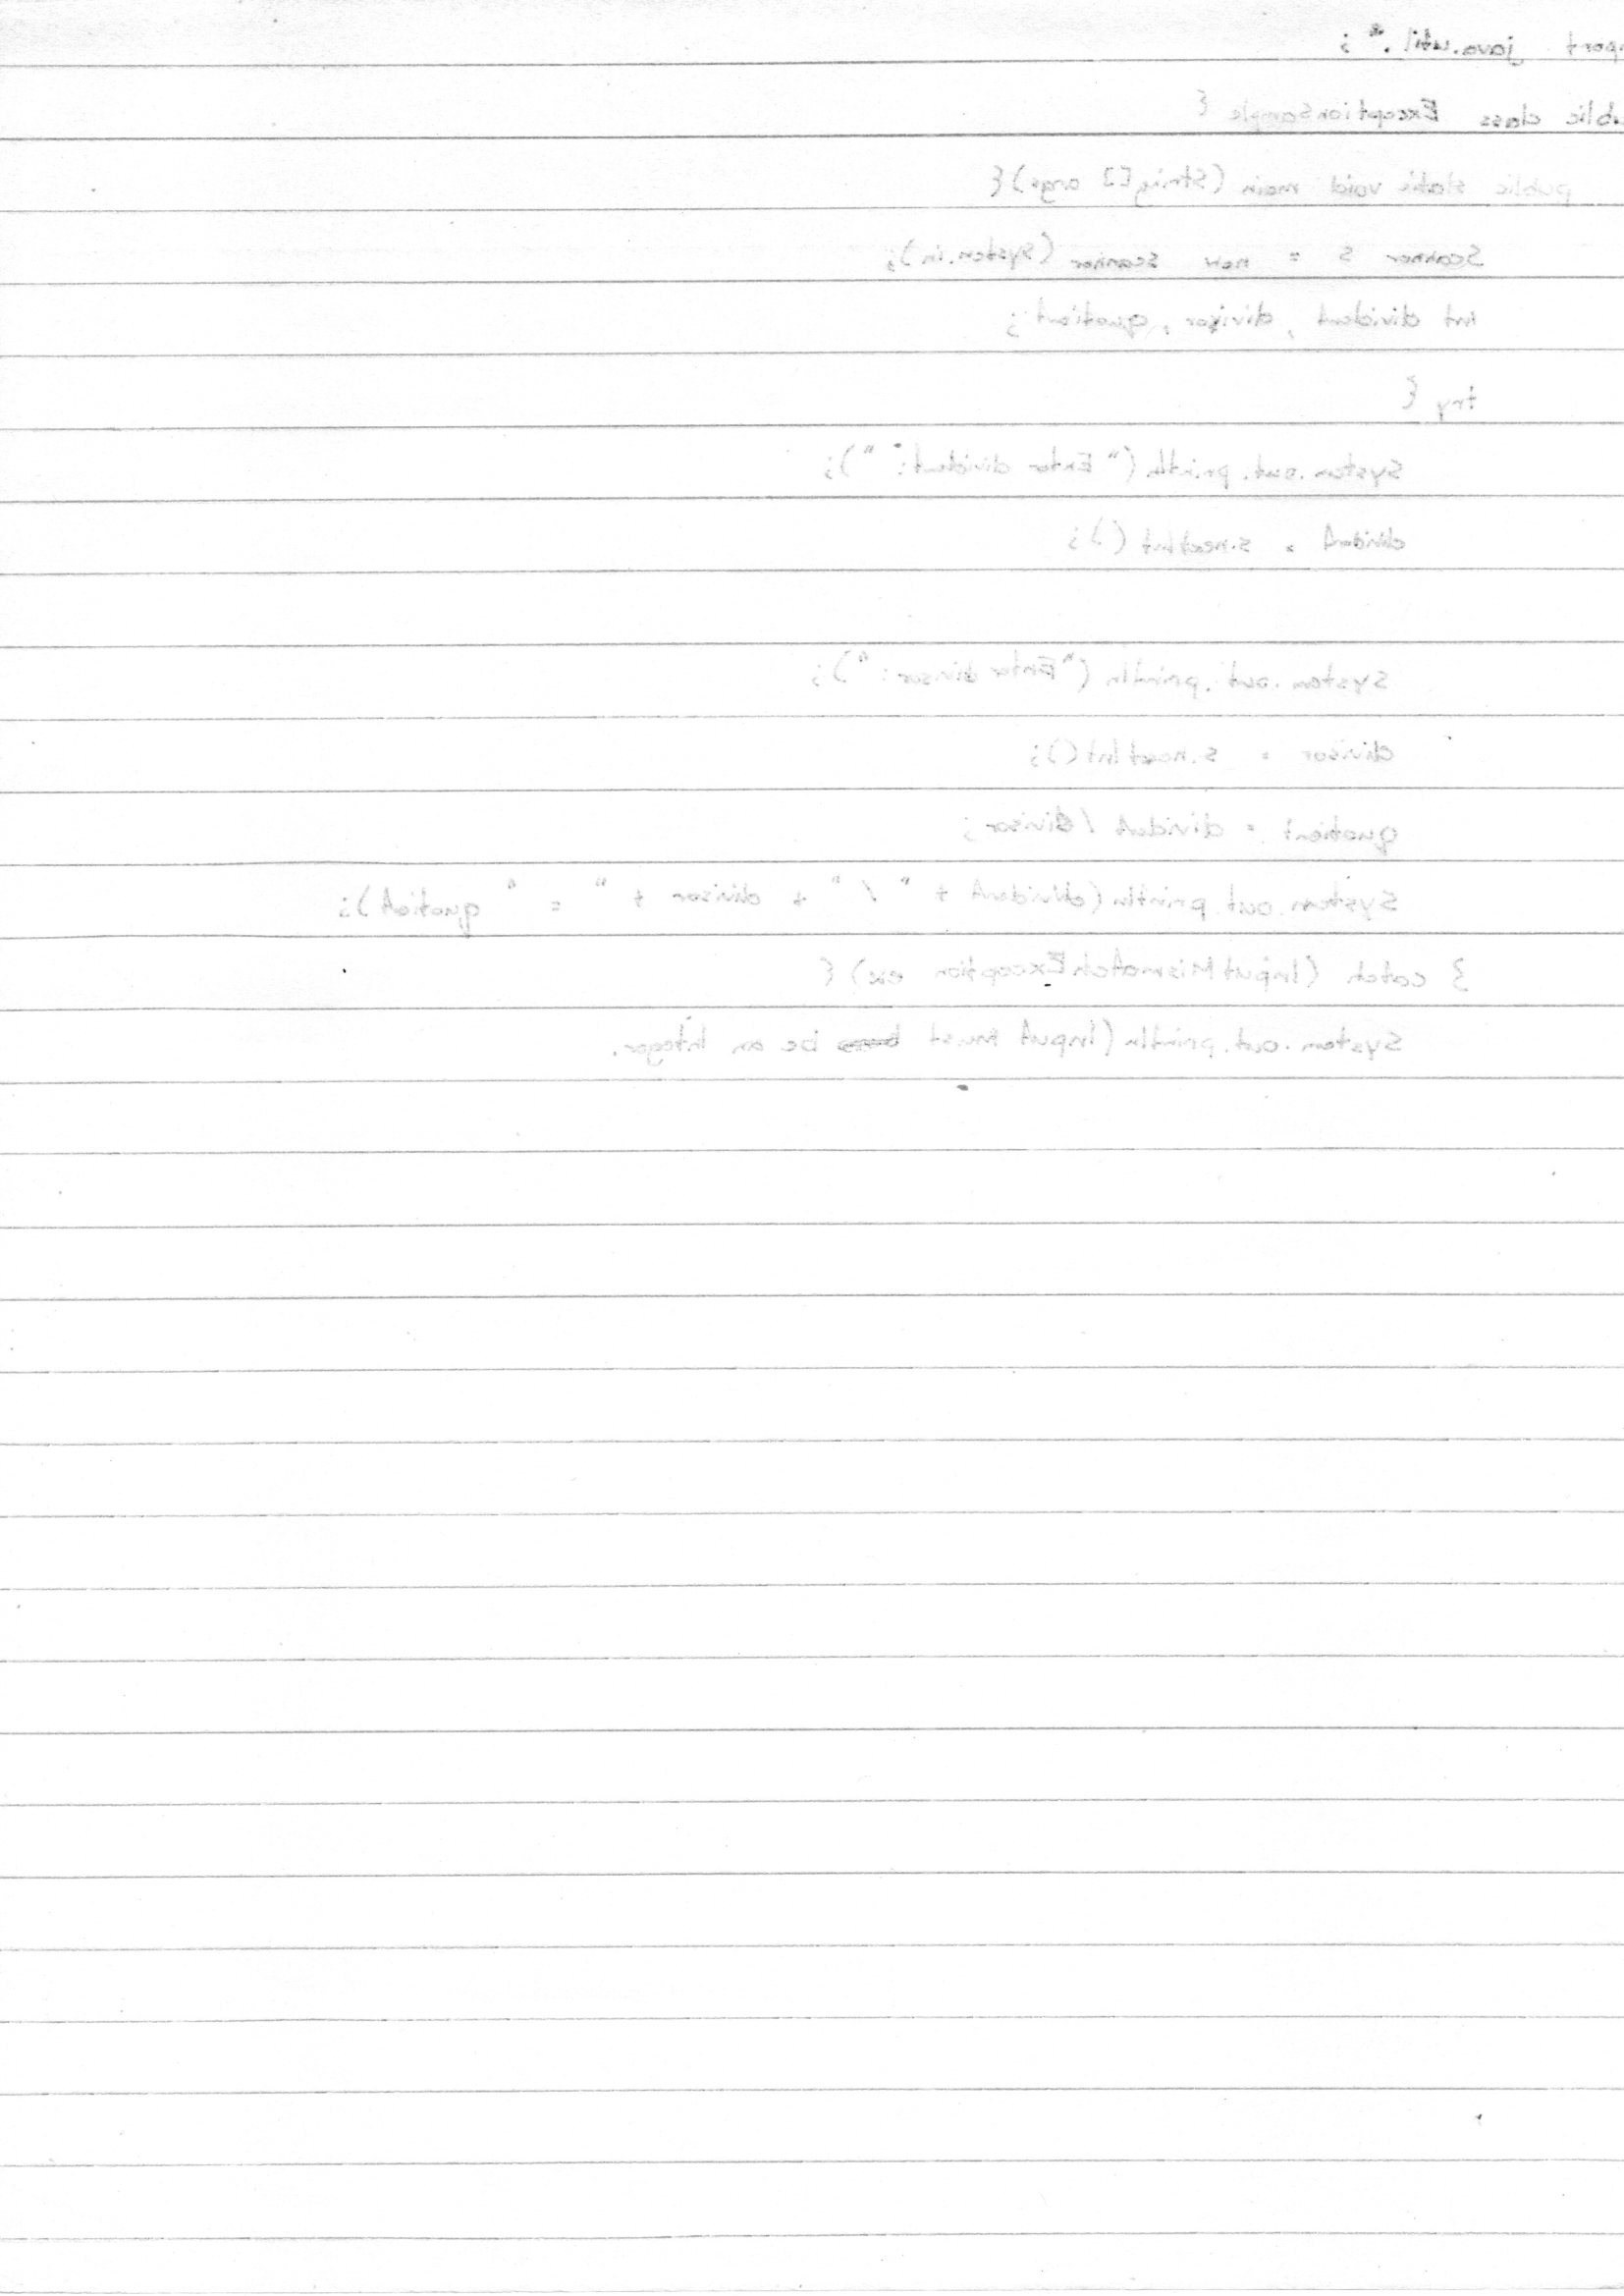 port java.util.*;
ublic class ExceptionSample {
public static void main (String [] args) {
Scanner s = new scanner (system.in);
Int divident, divisor, quotient;
try {
system.out.println ("Enter divident: ");
divident = s.nextInt ();
system.out.println ("Enter divisor: ");
divisor = s.nextInt();
quotient = divident / divisor;
system.out.println (divident + " / " + divisor + " = " quotient);
} catch (InputMismatchException ex) {
system.out.println (Input must be an Integer.